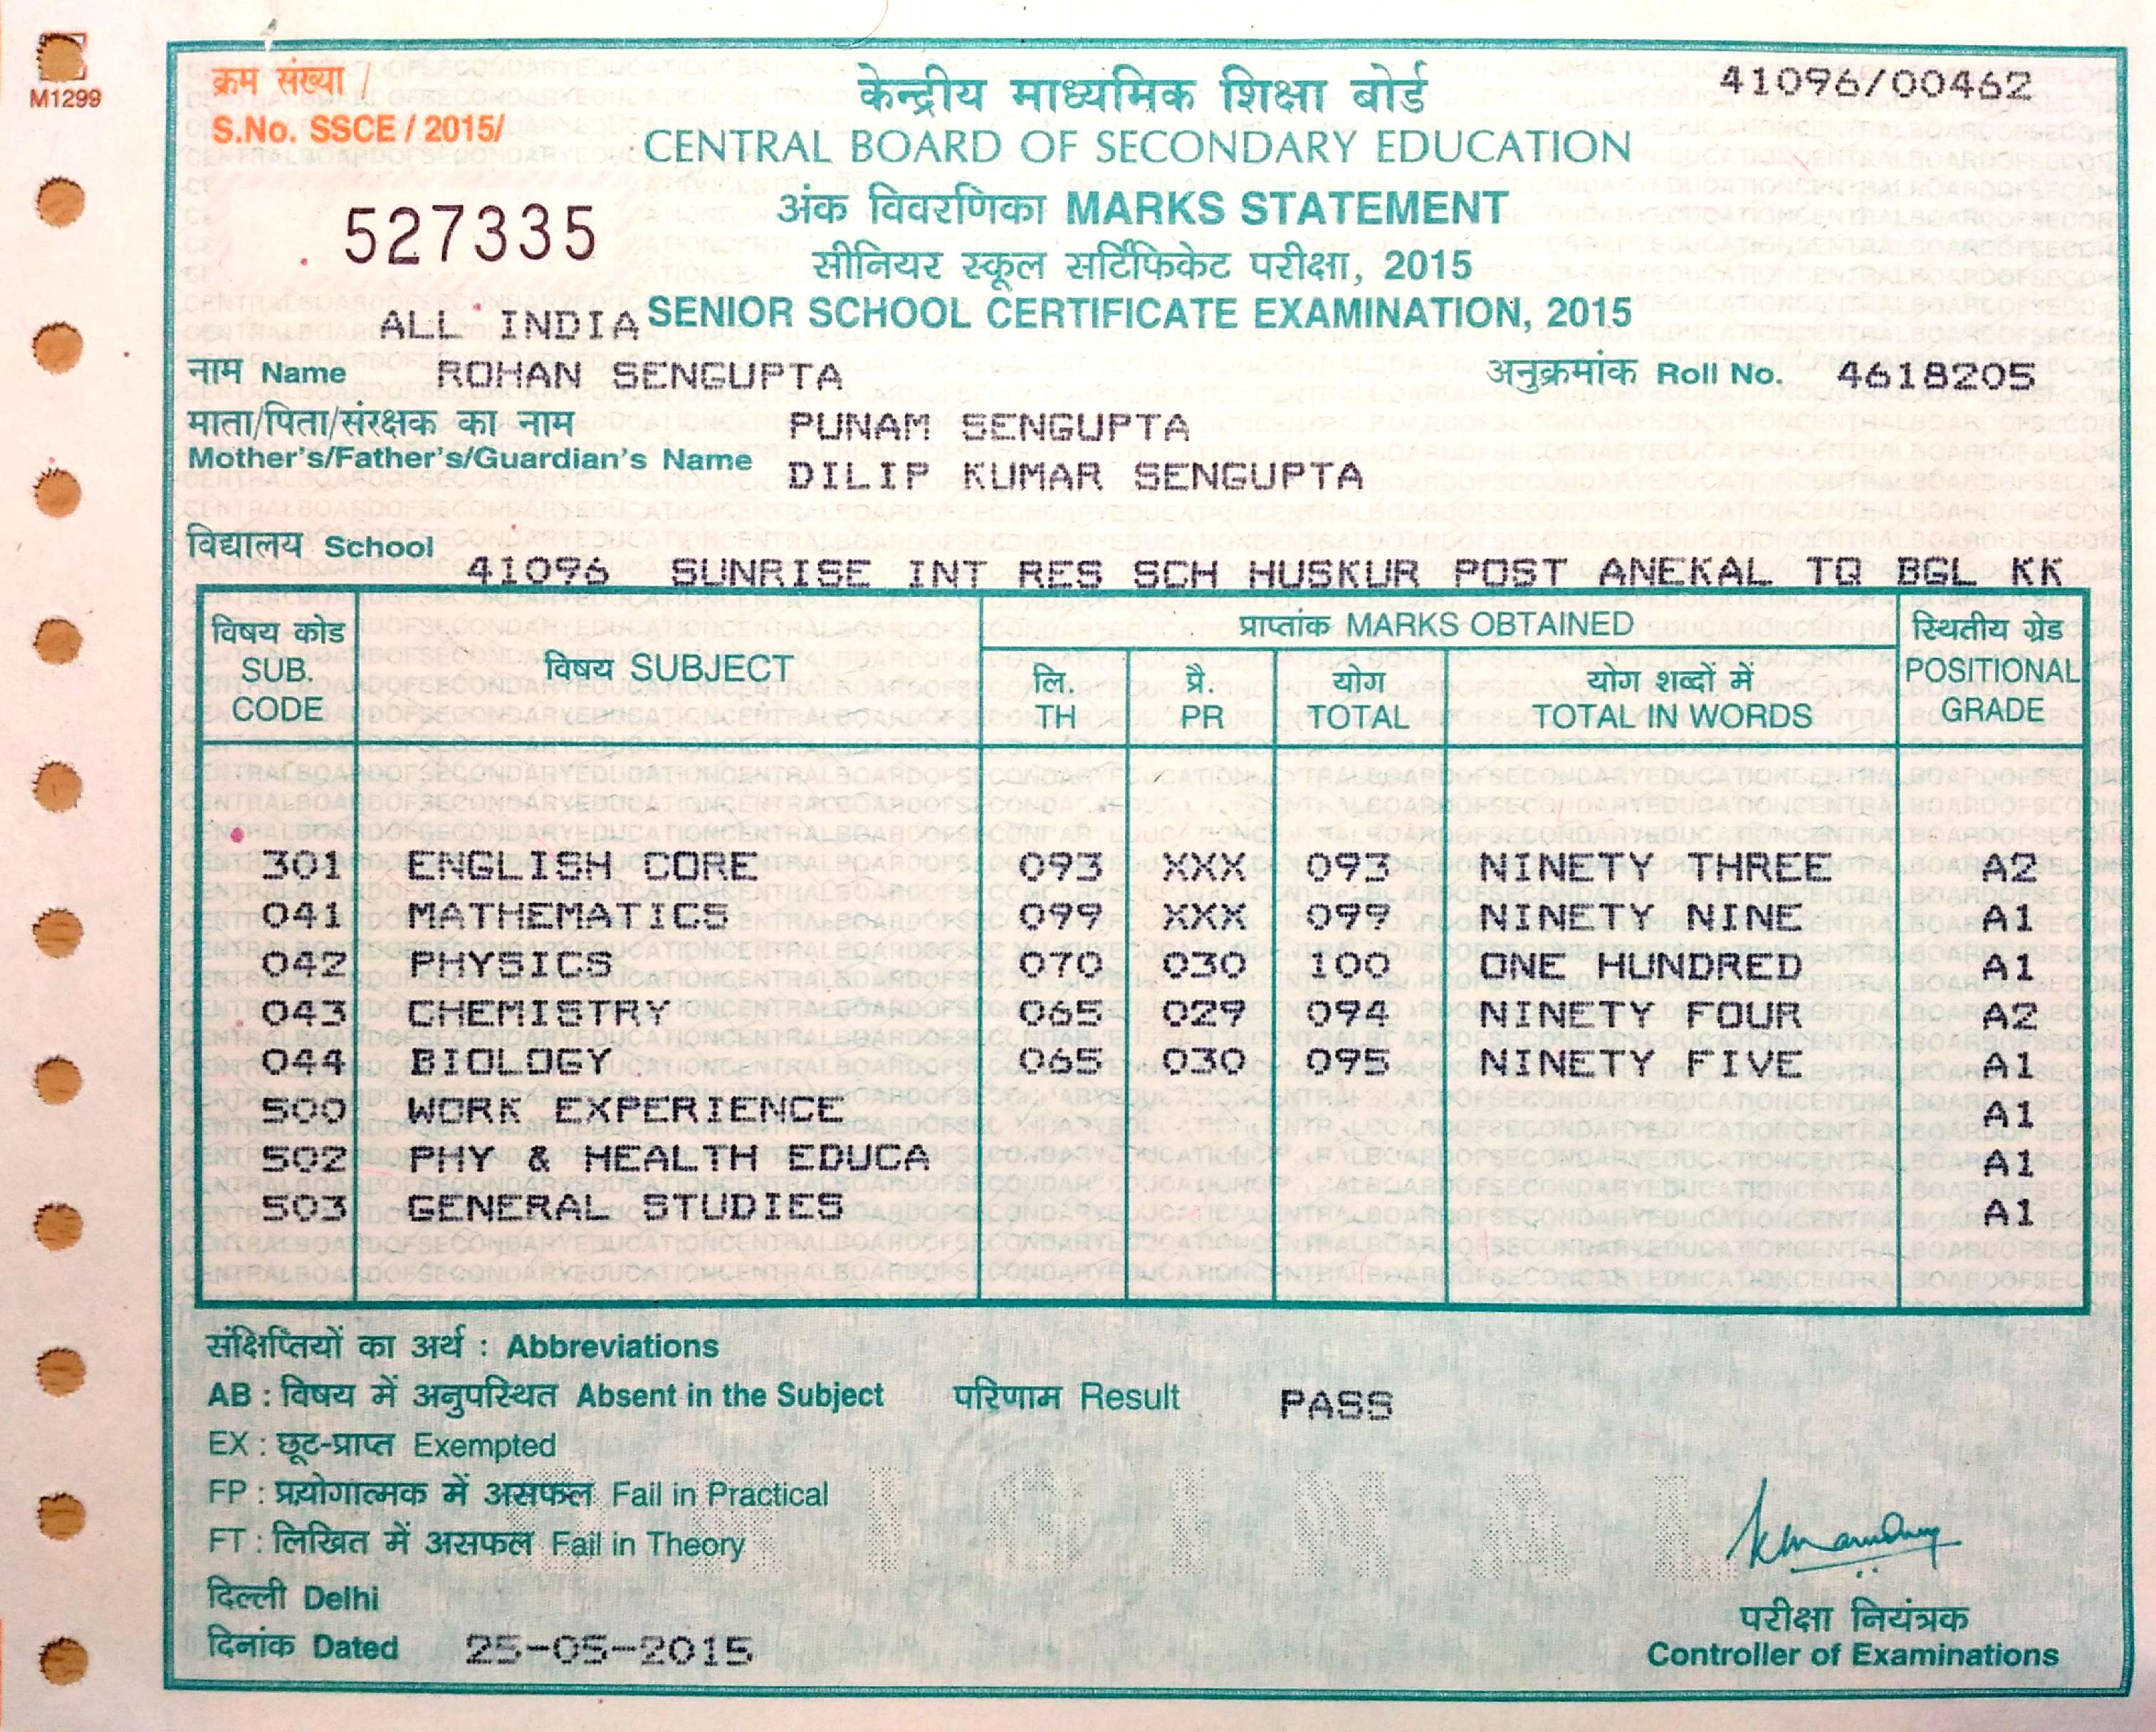 M1299
क्रम संख्या /
S.No. SSCE / 2015/
527335
41096/00462
केन्द्रीय माध्यमिक शिक्षा बोर्ड
CENTRAL BOARD OF SECONDARY EDUCATION
अंक विवरणिका MARKS STATEMENT
सीनियर स्कूल सर्टिफिकेट परीक्षा, 2015
ALL INDIA SENIOR SCHOOL CERTIFICATE EXAMINATION, 2015
नाम Name ROHAN SENGUPTA अनुक्रमांक Roll No. 4618205
माता/पिता/संरक्षक का नाम PUNAM SENGUPTA
Mother's/Father's/Guardian's Name DILIP KUMAR SENGUPTA
विद्यालय School 41096 SUNRISE INT RES SCH HUSKUR POST ANEKAL TQ BGL KK
विषय कोड SUB. CODE विषय SUBJECT प्राप्तांक MARKS OBTAINED स्थितीय ग्रेड POSITIONAL GRADE
लि. TH प्रै. PR योग TOTAL योग शब्दों में TOTAL IN WORDS
301 ENGLISH CORE 093 XXX 093 NINETY THREE A2
041 MATHEMATICS 099 XXX 099 NINETY NINE A1
042 PHYSICS 070 030 100 ONE HUNDRED A1
043 CHEMISTRY 065 029 094 NINETY FOUR A2
044 BIOLOGY 065 030 095 NINETY FIVE A1
500 WORK EXPERIENCE A1
502 PHY & HEALTH EDUCA A1
503 GENERAL STUDIES A1
संक्षिप्तियों का अर्थ : Abbreviations
AB : विषय में अनुपस्थित Absent in the Subject परिणाम Result PASS
EX : छूट-प्राप्त Exempted
FP : प्रयोगात्मक में असफल Fail in Practical
FT : लिखित में असफल Fail in Theory
ORIGINAL
दिल्ली Delhi
दिनांक Dated 25-05-2015
परीक्षा नियंत्रक
Controller of Examinations